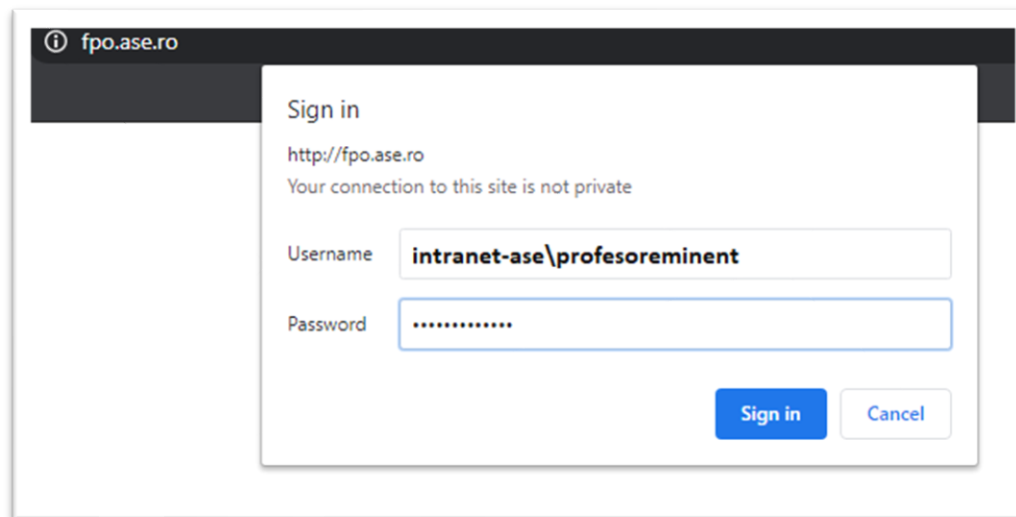 fpo.ase.ro
Sign in
http://fpo.ase.ro
Your connection to this site is not private
Username intranet-ase\profesoreminent
Password •••••••••••••
Sign in Cancel